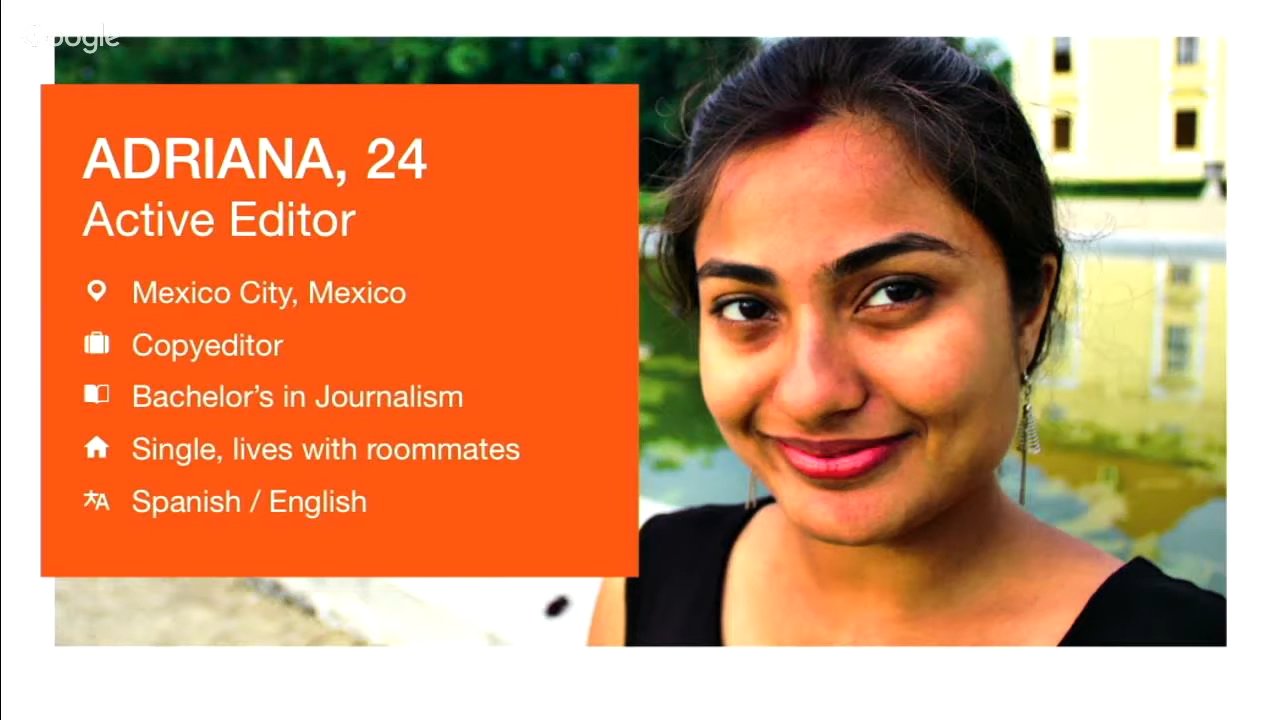 Google
ADRIANA, 24
Active Editor
Mexico City, Mexico
Copyeditor
Bachelor’s in Journalism
Single, lives with roommates
Spanish / English